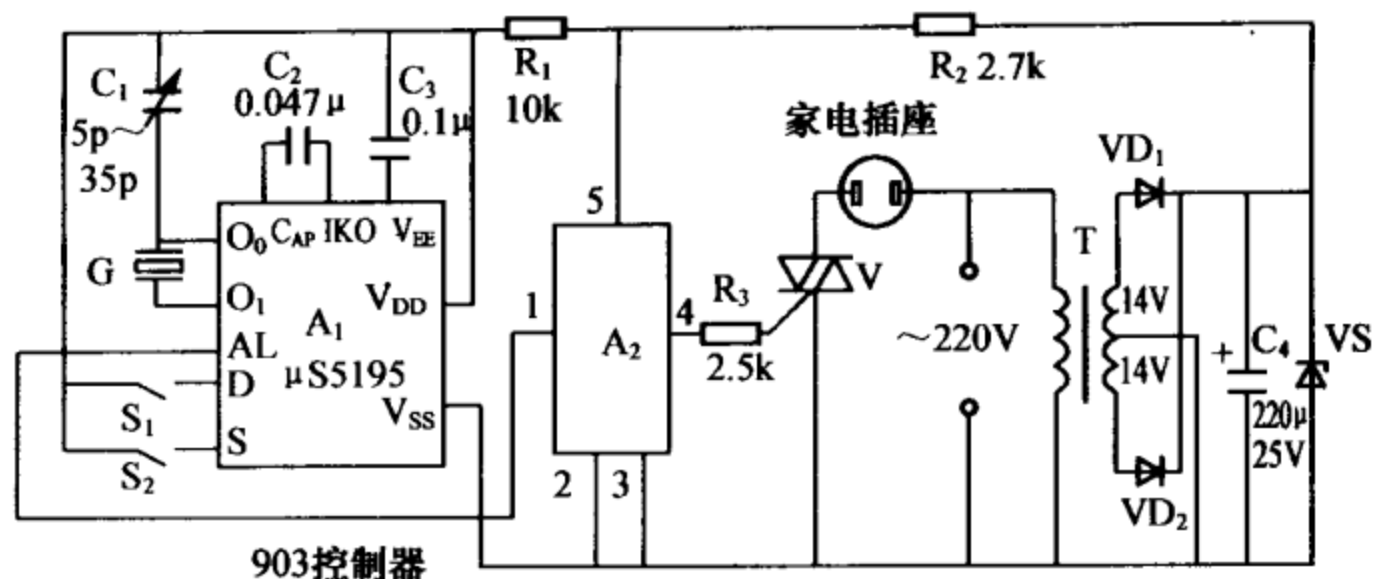 R₁
10k
R₂ 2.7k
C₁
5p~
35p
C₂
0.047μ
C₃
0.1μ
家电插座
VD₁
G
O₀
C_AP
IKO
V_EE
O₁
A₁
V_DD
AL
μS5195
D
S
V_SS
S₁
S₂
5
1
A₂
4
2
3
R₃
2.5k
V
~220V
T
14V
14V
+
C₄
220μ
25V
VS
VD₂
903控制器